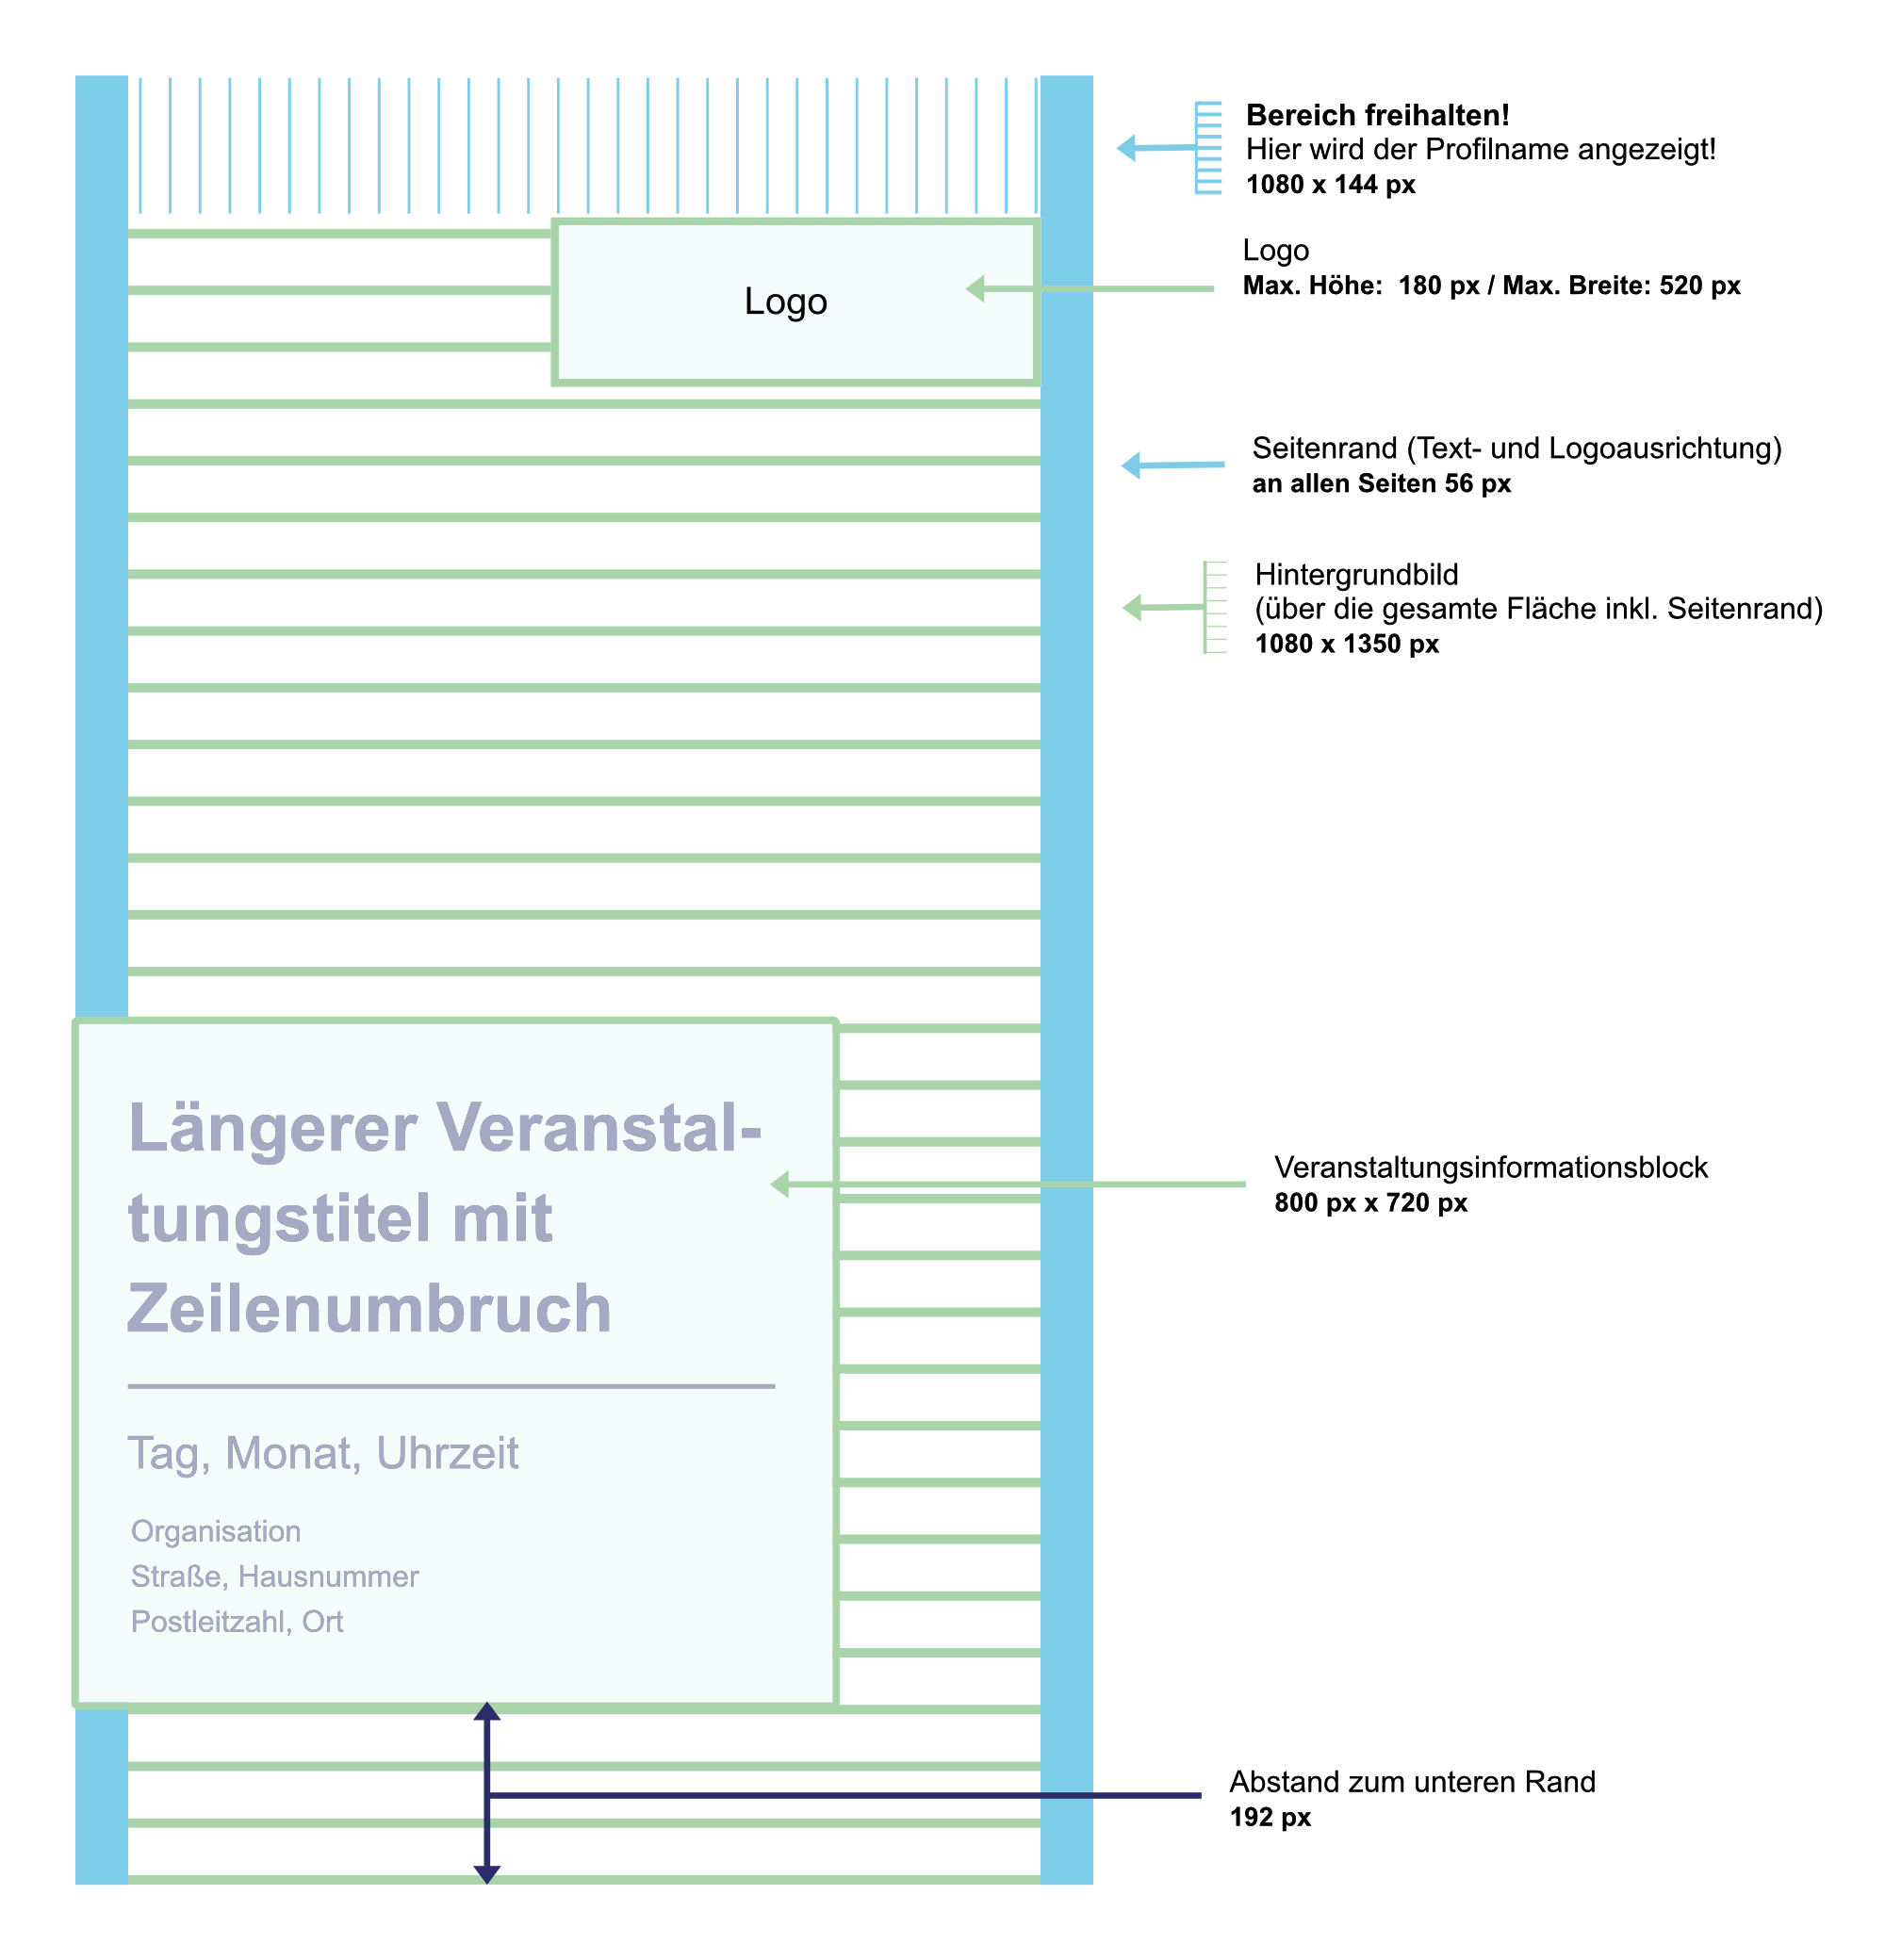 Bereich freihalten!
Hier wird der Profilname angezeigt!
1080 x 144 px
Logo
Max. Höhe:  180 px / Max. Breite: 520 px
Logo
Seitenrand (Text- und Logoausrichtung)
an allen Seiten 56 px
Hintergrundbild
(über die gesamte Fläche inkl. Seitenrand)
1080 x 1350 px
Längerer Veranstal-
tungstitel mit
Zeilenumbruch
Veranstaltungsinformationsblock
800 px x 720 px
Tag, Monat, Uhrzeit
Organisation
Straße, Hausnummer
Postleitzahl, Ort
Abstand zum unteren Rand
192 px